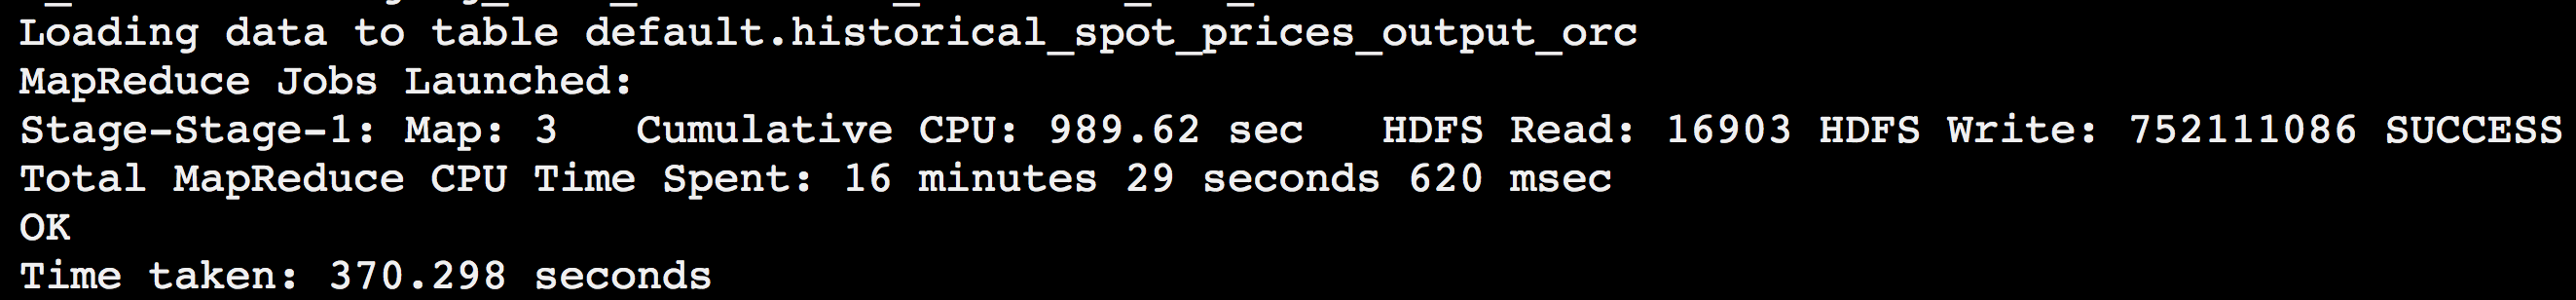 Loading data to table default.historical_spot_prices_output_orc
MapReduce Jobs Launched:
Stage-Stage-1: Map: 3   Cumulative CPU: 989.62 sec   HDFS Read: 16903 HDFS Write: 752111086 SUCCESS
Total MapReduce CPU Time Spent: 16 minutes 29 seconds 620 msec
OK
Time taken: 370.298 seconds